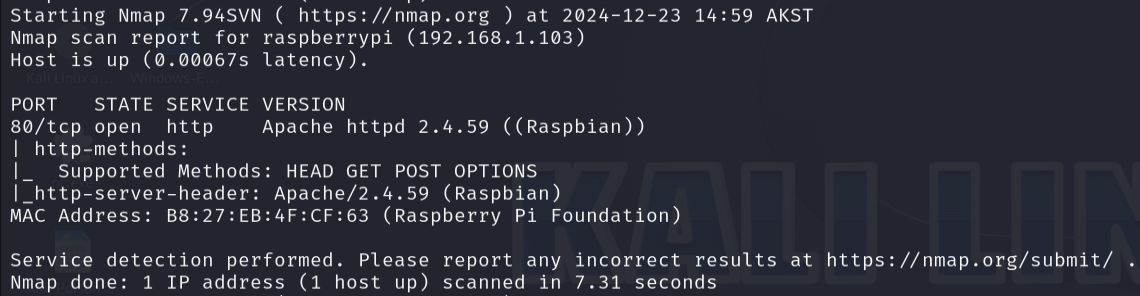 Starting Nmap 7.94SVN ( https://nmap.org ) at 2024-12-23 14:59 AKST
Nmap scan report for raspberrypi (192.168.1.103)
Host is up (0.00067s latency).
PORT   STATE SERVICE VERSION
80/tcp open  http    Apache httpd 2.4.59 ((Raspbian))
| http-methods:
|_  Supported Methods: HEAD GET POST OPTIONS
|_http-server-header: Apache/2.4.59 (Raspbian)
MAC Address: B8:27:EB:4F:CF:63 (Raspberry Pi Foundation)
KALI LIN
Service detection performed. Please report any incorrect results at https://nmap.org/submit/ .
Nmap done: 1 IP address (1 host up) scanned in 7.31 seconds